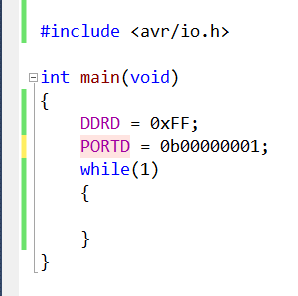 #include <avr/io.h>
int main(void)
{
DDRD = 0xFF;
PORTD = 0b00000001;
while(1)
{
}
}